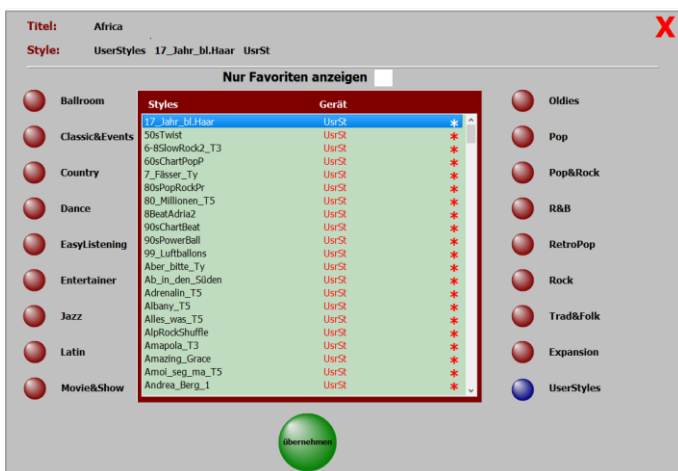 Titel: Africa
X
Style: UserStyles 17_Jahr_bl.Haar UsrSt
Nur Favoriten anzeigen
Ballroom
Classic&Events
Country
Dance
EasyListening
Entertainer
Jazz
Latin
Movie&Show
Styles Gerät
17_Jahr_bl.Haar UsrSt *
50sTwist UsrSt *
6-8SlowRock2_T3 UsrSt *
60sChartPopP UsrSt *
7_Fässer_Ty UsrSt *
80sPopRockPr UsrSt *
80_Millionen_T5 UsrSt *
8BeatAdria2 UsrSt *
90sChartBeat UsrSt *
90sPowerBall UsrSt *
99_Luftballons UsrSt *
Aber_bitte_Ty UsrSt *
Ab_in_den_Süden UsrSt *
Adrenalin_T5 UsrSt *
Albany_T5 UsrSt *
Alles_was_T5 UsrSt *
AlpRockShuffle UsrSt *
Amapola_T3 UsrSt *
Amazing_Grace UsrSt *
Amoi_seg_ma_T5 UsrSt *
Andrea_Berg_1 UsrSt *
Oldies
Pop
Pop&Rock
R&B
RetroPop
Rock
Trad&Folk
Expansion
UserStyles
übernehmen